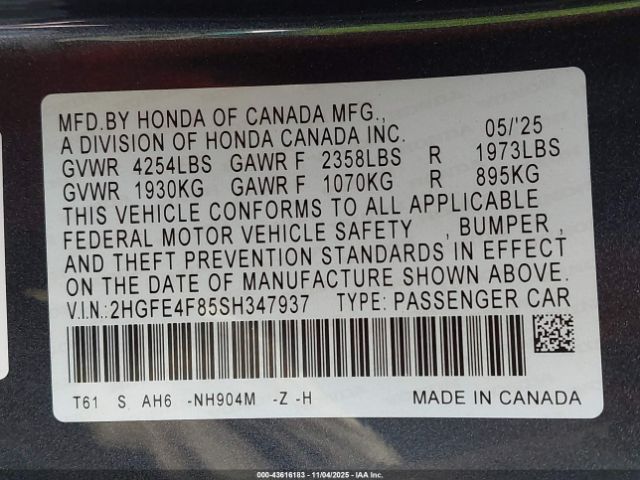 MFD.BY HONDA OF CANADA MFG.,
A DIVISION OF HONDA CANADA INC. 05/'25
GVWR 4254LBS GAWR F 2358LBS R 1973LBS
GVWR 1930KG GAWR F 1070KG R 895KG
THIS VEHICLE CONFORMS TO ALL APPLICABLE
FEDERAL MOTOR VEHICLE SAFETY , BUMPER ,
AND THEFT PREVENTION STANDARDS IN EFFECT
ON THE DATE OF MANUFACTURE SHOWN ABOVE.
V.I.N.:2HGFE4F85SH347937 TYPE: PASSENGER CAR
T61 S AH6 -NH904M -Z -H MADE IN CANADA
000-43616183 - 11/04/2025 - IAA Inc.